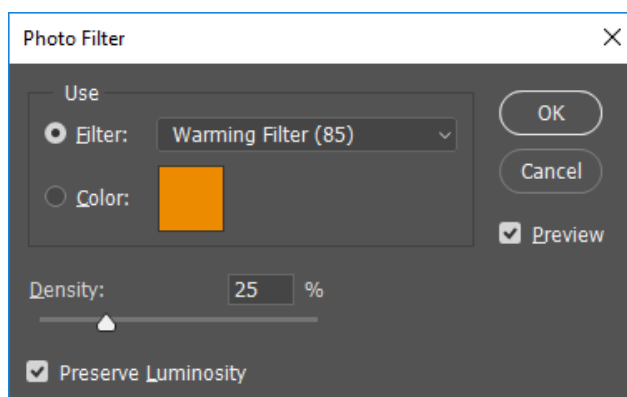 Photo Filter
Use
Filter: Warming Filter (85)
OK
Color:
Cancel
Preview
Density: 25 %
Preserve Luminosity